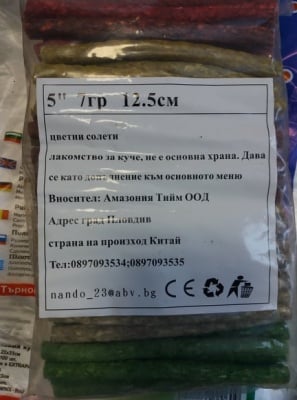 5" 7гр 12.5см
цветни солети
лакомство за куче, не е основна храна. Дава
се като допълнение към основното меню
Вносител: Амазония Тийм ООД
Адрес град Пловдив
страна на произход Китай
Тел:0897093534;0897093535
nando_23@abv.bg CE